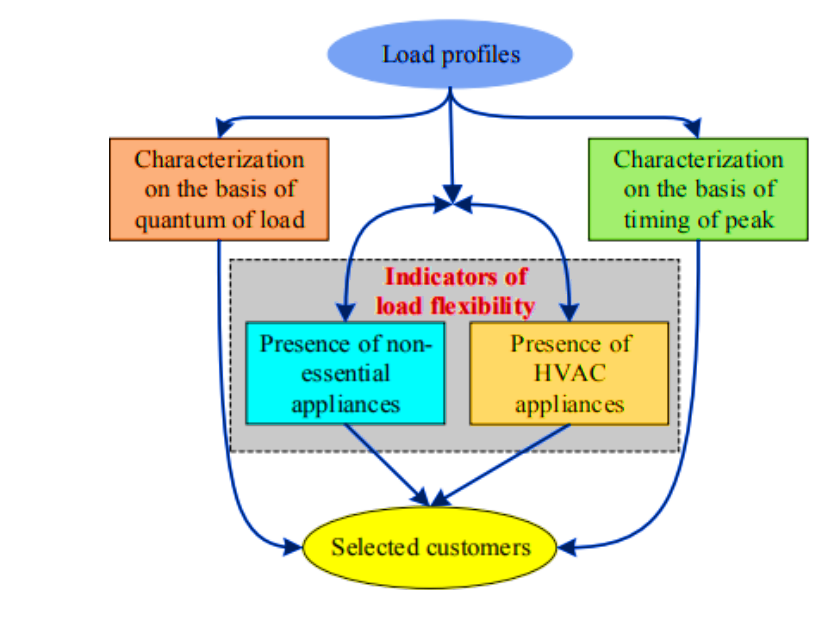 Load profiles
Characterization
on the basis of
quantum of load
Characterization
on the basis of
timing of peak
Indicators of
load flexibility
Presence of non-
essential
appliances
Presence of
HVAC
appliances
Selected customers